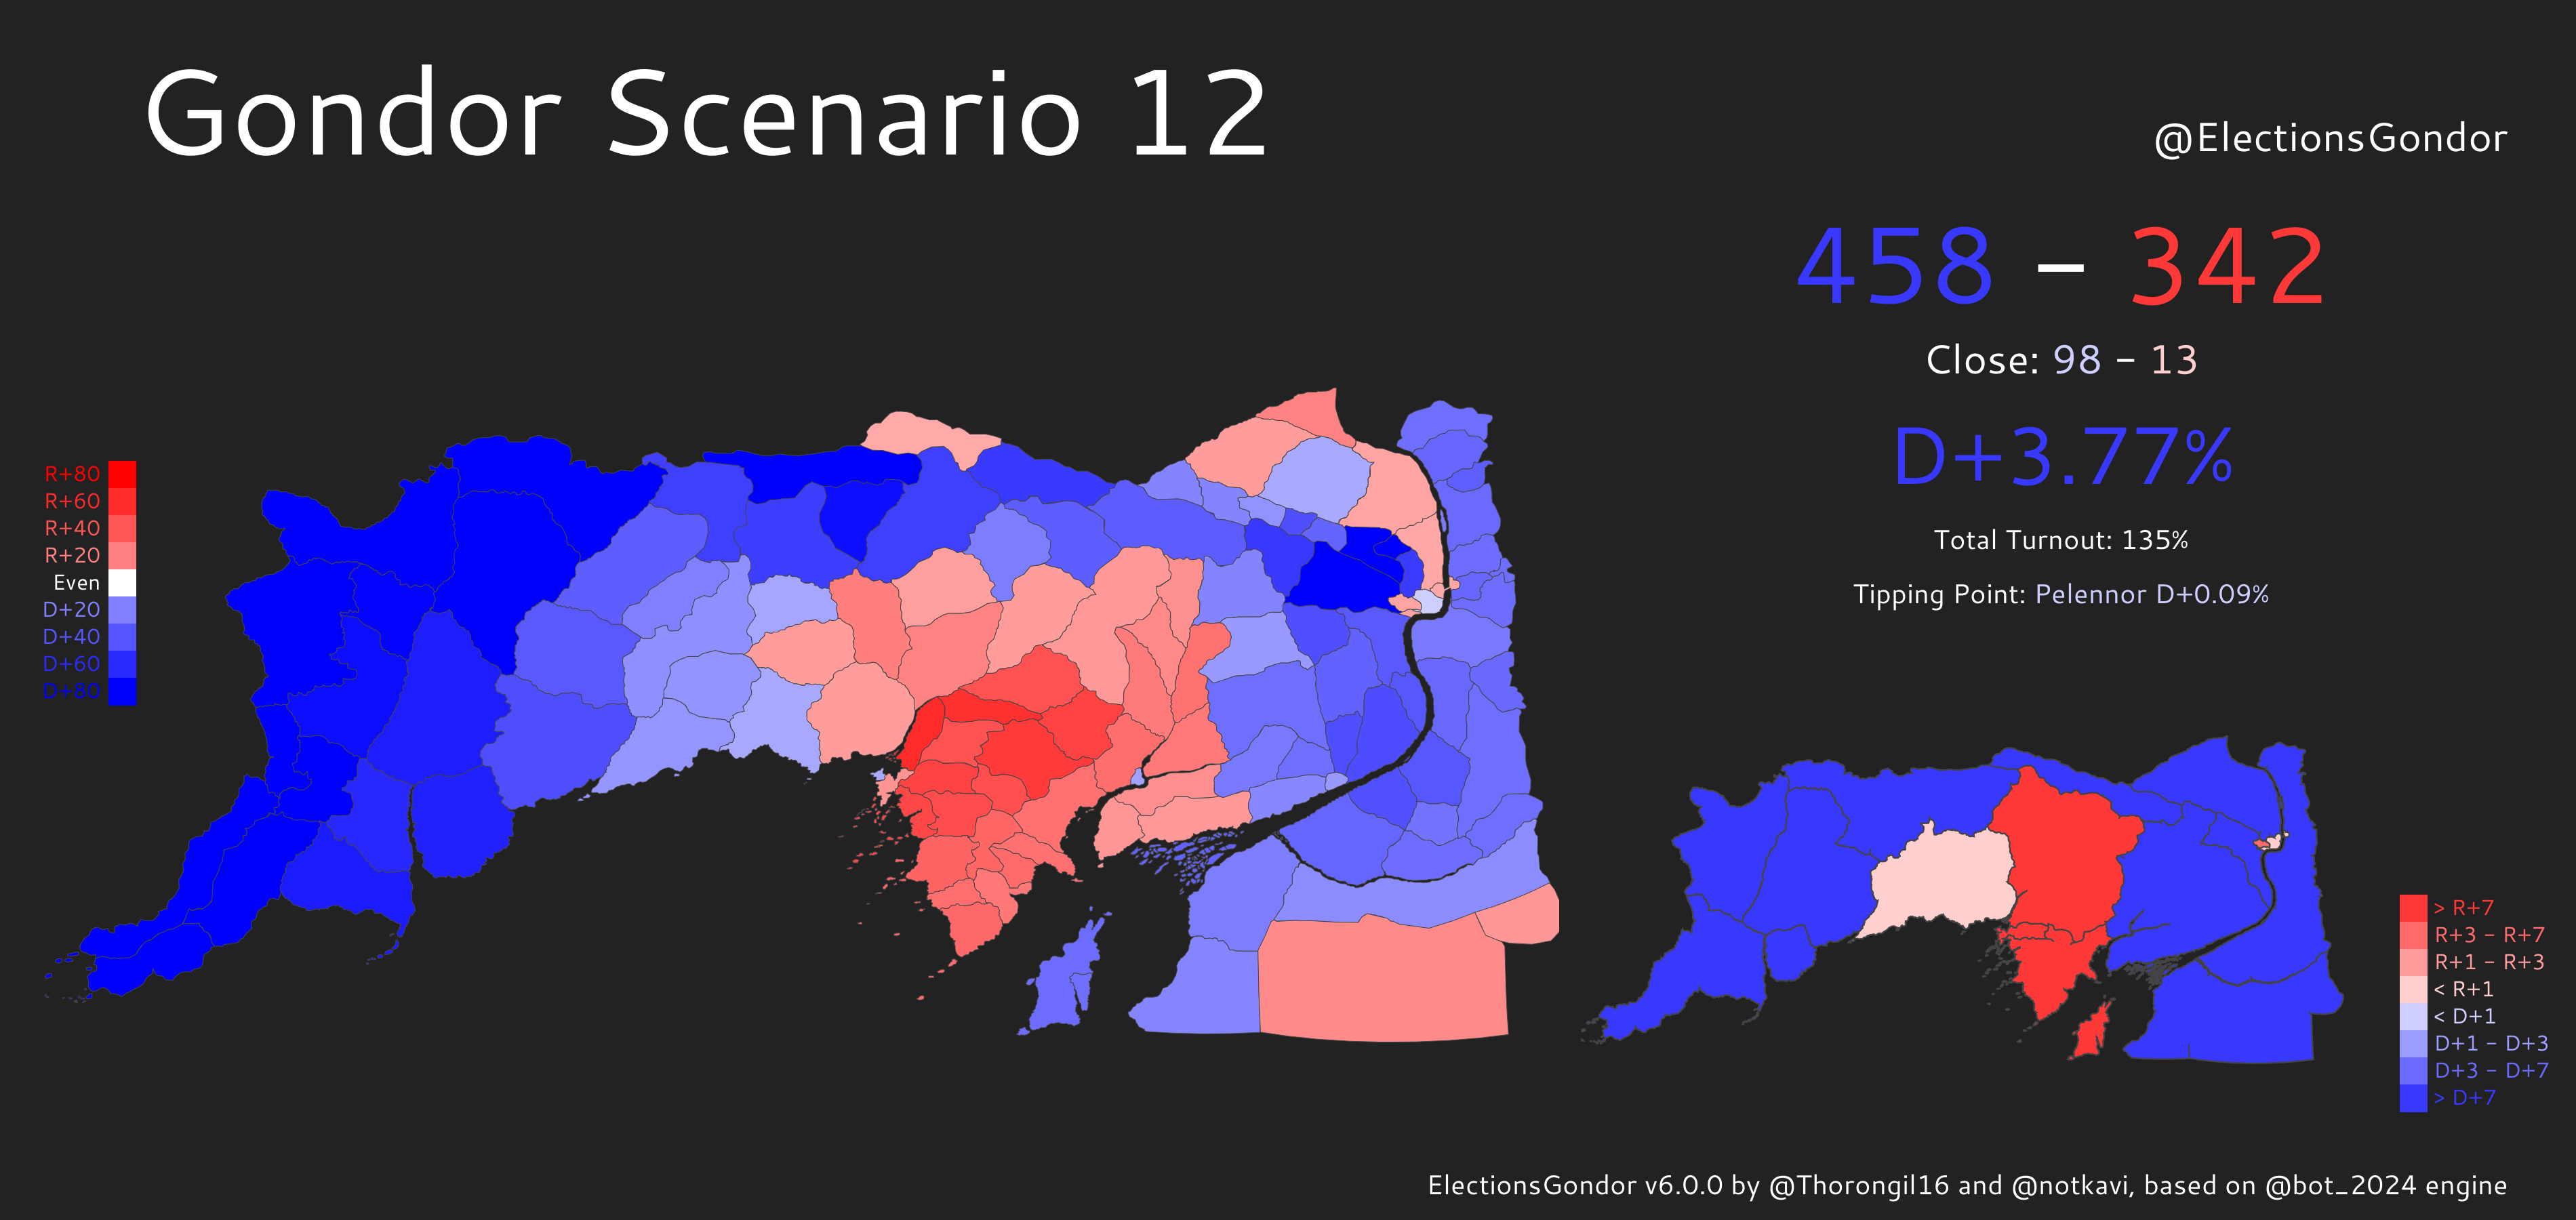 Gondor Scenario 12
@ElectionsGondor
458 - 342
Close: 98 - 13
D+3.77%
Total Turnout: 135%
Tipping Point: Pelennor D+0.09%
R+80
R+60
R+40
R+20
Even
D+20
D+40
D+60
D+80
> R+7
R+3 - R+7
R+1 - R+3
< R+1
< D+1
D+1 - D+3
D+3 - D+7
> D+7
ElectionsGondor v6.0.0 by @Thorongil16 and @notkavi, based on @bot_2024 engine